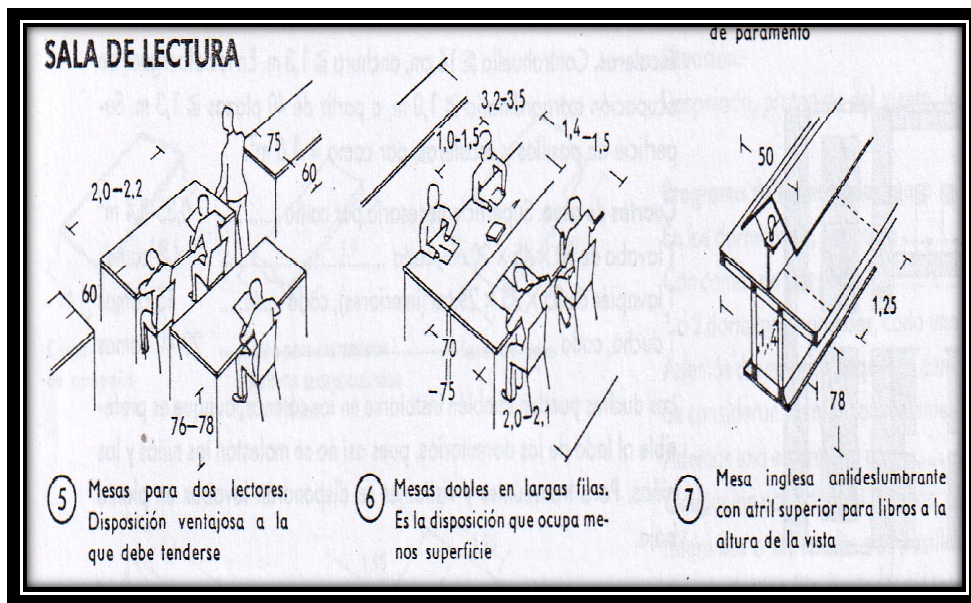 de paramento
SALA DE LECTURA
75
60
2,0-2,2
60
76-78
3,2-3,5
1,0-1,5
1,4-1,5
70
75
2,0-2,1
50
1,25
1,4
78
5 Mesas para dos lectores.
Disposición ventajosa a la
que debe tenderse
6 Mesas dobles en largas filas.
Es la disposición que ocupa me-
nos superficie
7 Mesa inglesa antideslumbrante
con atril superior para libros a la
altura de la vista